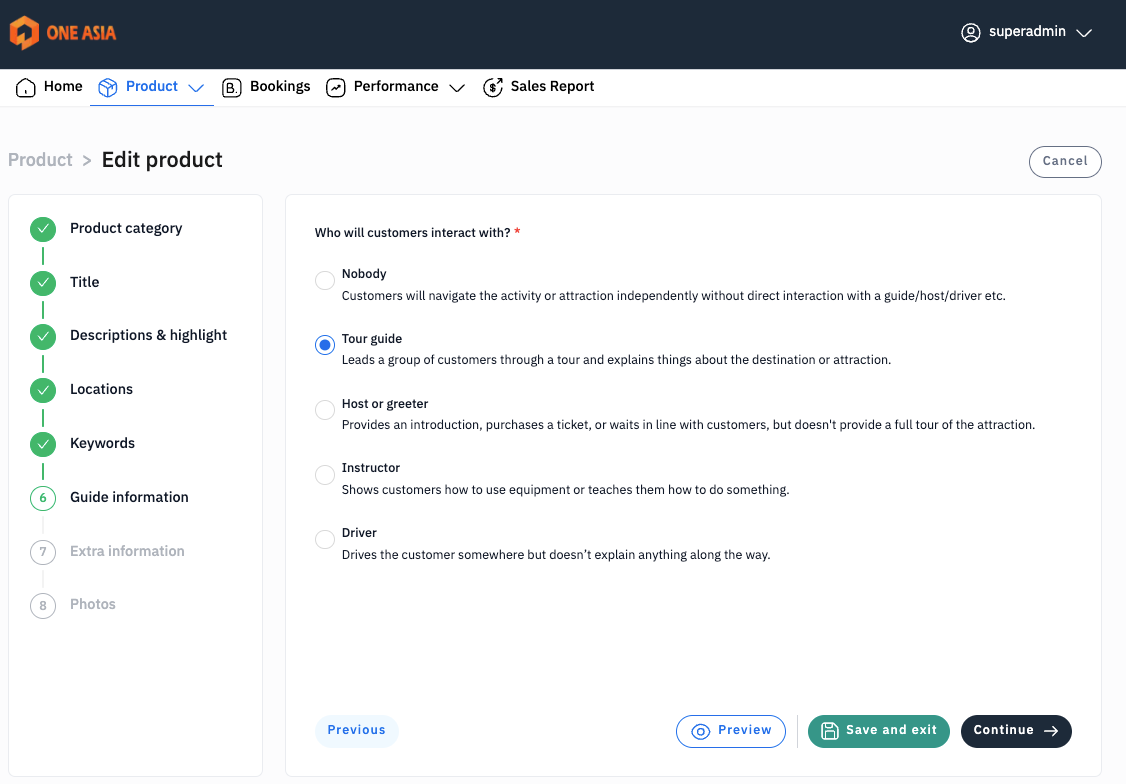 ONE ASIA
superadmin
Home
Product
B.
Bookings
Performance
$
Sales Report
Product > Edit product
Cancel
Product category
Title
Descriptions & highlight
Locations
Keywords
6 Guide information
7 Extra information
8 Photos
Who will customers interact with? *
Nobody
Customers will navigate the activity or attraction independently without direct interaction with a guide/host/driver etc.
Tour guide
Leads a group of customers through a tour and explains things about the destination or attraction.
Host or greeter
Provides an introduction, purchases a ticket, or waits in line with customers, but doesn't provide a full tour of the attraction.
Instructor
Shows customers how to use equipment or teaches them how to do something.
Driver
Drives the customer somewhere but doesn’t explain anything along the way.
Previous
Preview
Save and exit
Continue